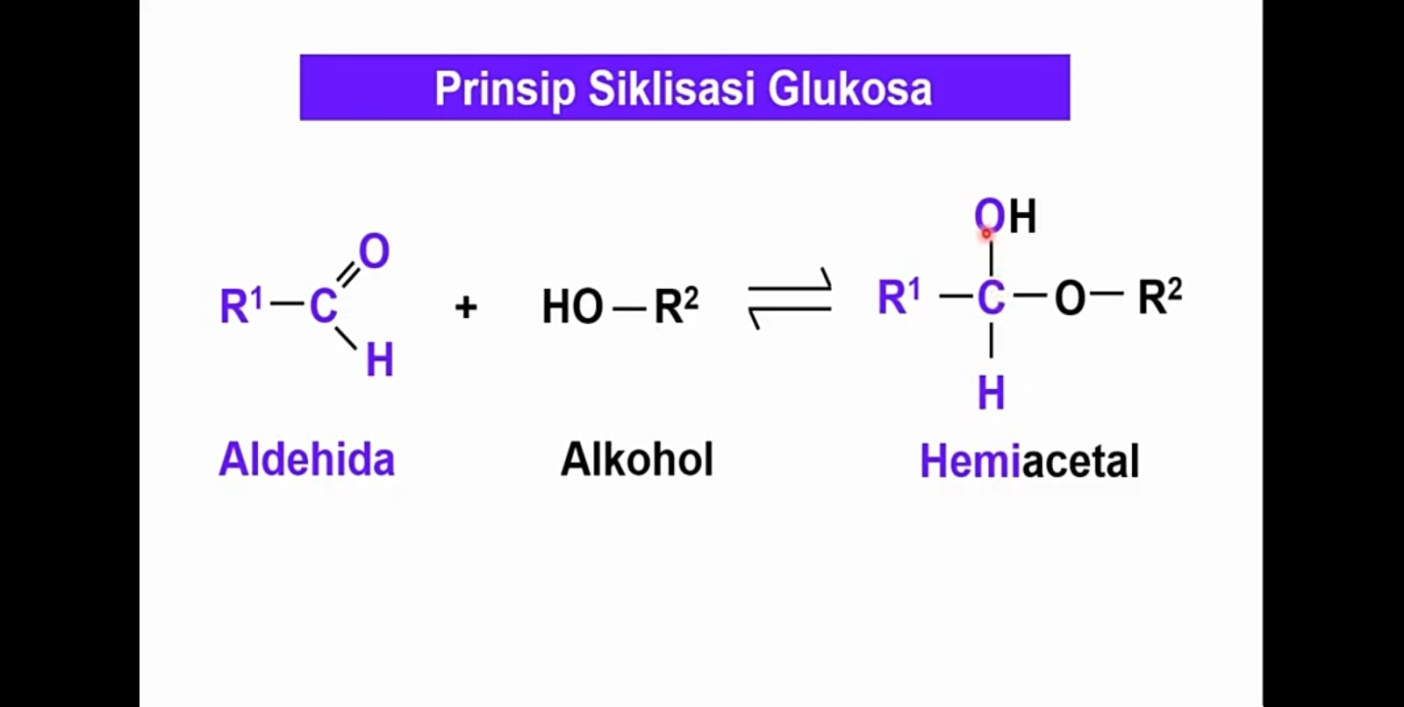 Prinsip Siklisasi Glukosa
R¹—C
O
H
+
HO—R²
OH
R¹—C—O—R²
H
Aldehida
Alkohol
Hemiacetal